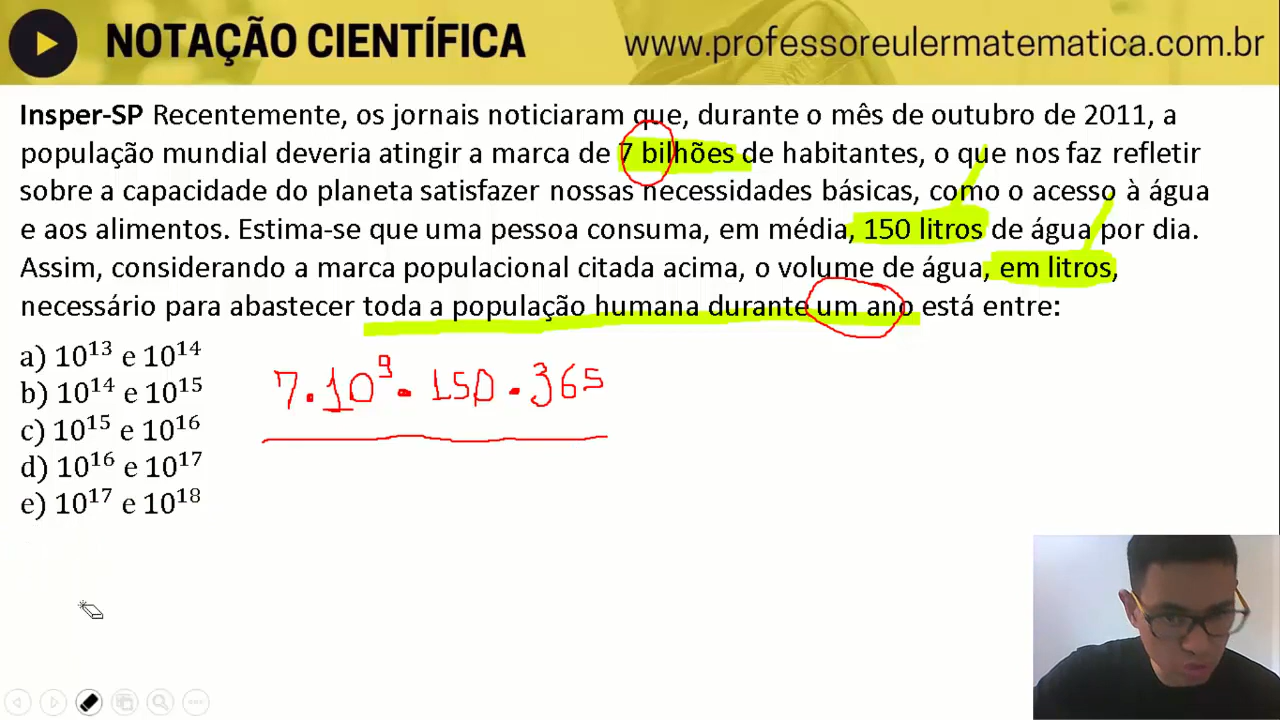 NOTAÇÃO CIENTÍFICA
www.professoreulermatematica.com.br
Insper-SP Recentemente, os jornais noticiaram que, durante o mês de outubro de 2011, a
população mundial deveria atingir a marca de 7 bilhões de habitantes, o que nos faz refletir
sobre a capacidade do planeta satisfazer nossas necessidades básicas, como o acesso à água
e aos alimentos. Estima-se que uma pessoa consuma, em média, 150 litros de água por dia.
Assim, considerando a marca populacional citada acima, o volume de água, em litros,
necessário para abastecer toda a população humana durante um ano está entre:
a) 10¹³ e 10¹⁴
b) 10¹⁴ e 10¹⁵
c) 10¹⁵ e 10¹⁶
d) 10¹⁶ e 10¹⁷
e) 10¹⁷ e 10¹⁸
7.10⁹.150.365